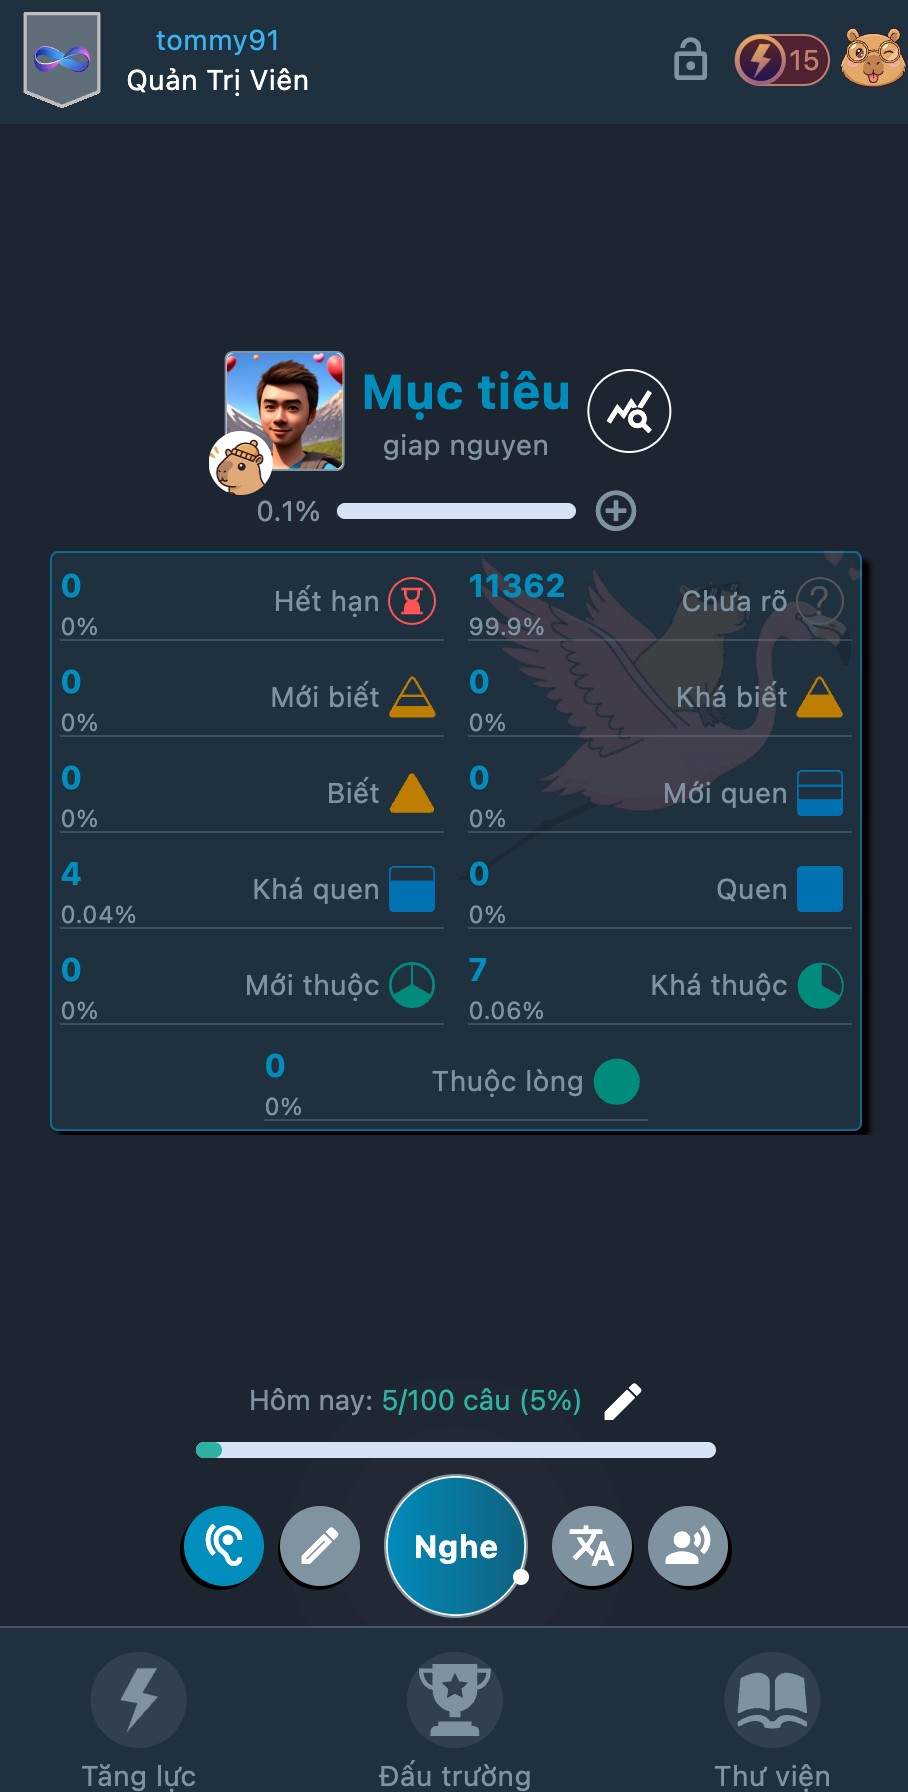 tommy91
Quản Trị Viên
15
Mục tiêu
giap nguyen
0.1%
0
Hết hạn
0%
11362
Chưa rõ
?
99.9%
0
Mới biết
0%
0
Khá biết
0%
0
Biết
0%
0
Mới quen
0%
4
Khá quen
0.04%
0
Quen
0%
0
Mới thuộc
0%
7
Khá thuộc
0.06%
0
Thuộc lòng
0%
Hôm nay: 5/100 câu (5%)
Nghe
Tăng lực
Đấu trường
Thư viện